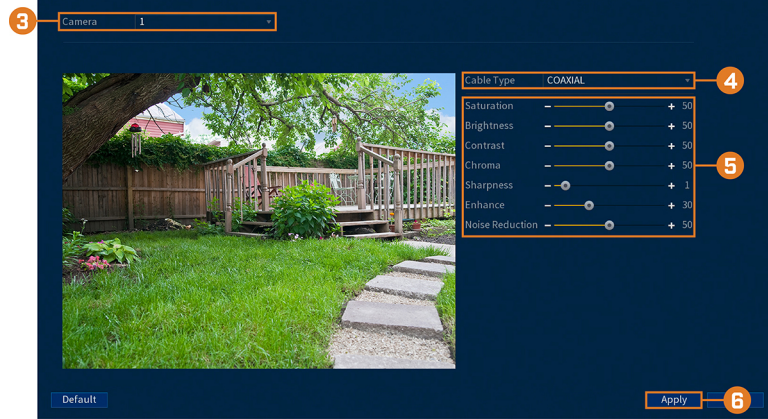 3 Camera 1
Cable Type COAXIAL 4
Saturation - + 50
Brightness - + 50
Contrast - + 50
Chroma - + 50
5
Sharpness - + 1
Enhance - + 30
Noise Reduction - + 50
Default Apply 6